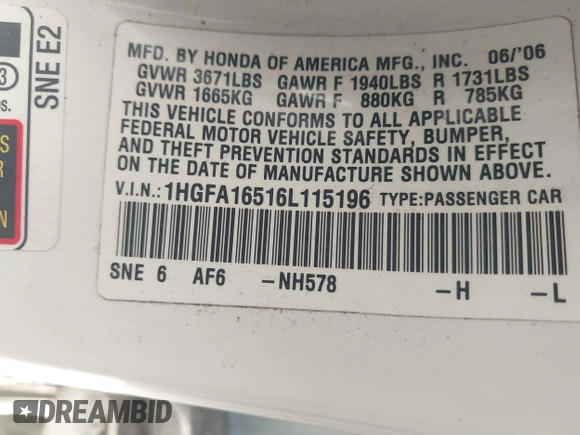 MFD. BY HONDA OF AMERICA MFG., INC. 06/'06
GVWR 3671LBS GAWR F 1940LBS R 1731LBS
GVWR 1665KG GAWR F 880KG R 785KG
THIS VEHICLE CONFORMS TO ALL APPLICABLE
FEDERAL MOTOR VEHICLE SAFETY, BUMPER,
AND THEFT PREVENTION STANDARDS IN EFFECT
ON THE DATE OF MANUFACTURE SHOWN ABOVE.
V.I.N.: 1HGFA16516L115196 TYPE:PASSENGER CAR
SNE 6 AF6 -NH578 -H -L
SNE E2
3
DREAMBID